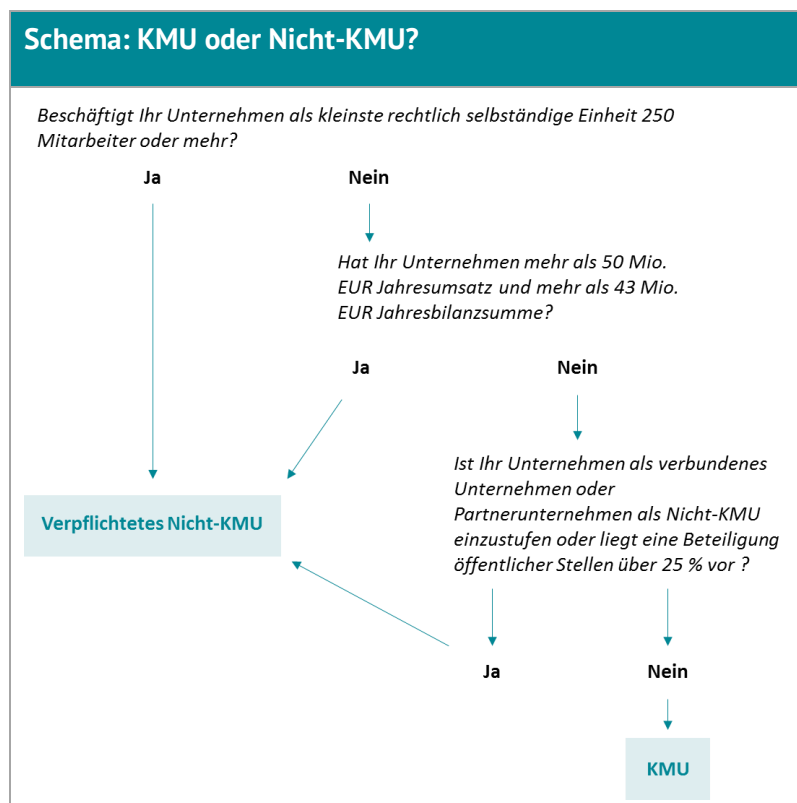 Schema: KMU oder Nicht-KMU?
Beschäftigt Ihr Unternehmen als kleinste rechtlich selbständige Einheit 250
Mitarbeiter oder mehr?
Ja
Nein
Hat Ihr Unternehmen mehr als 50 Mio.
EUR Jahresumsatz und mehr als 43 Mio.
EUR Jahresbilanzsumme?
Ja
Nein
Ist Ihr Unternehmen als verbundenes
Unternehmen oder
Partnerunternehmen als Nicht-KMU
einzustufen oder liegt eine Beteiligung
öffentlicher Stellen über 25 % vor ?
Verpflichtetes Nicht-KMU
Ja
Nein
KMU